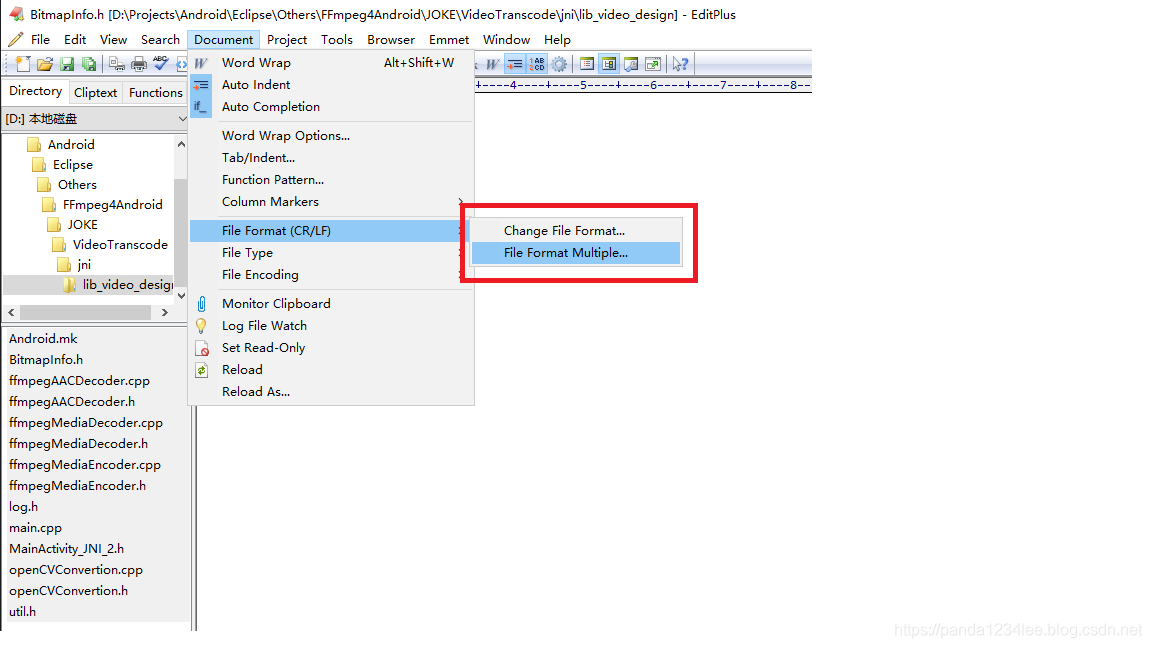 BitmapInfo.h [D:\Projects\Android\Eclipse\Others\FFmpeg4Android\JOKE\VideoTranscode\jni\lib_video_design] - EditPlus
File Edit View Search Document Project Tools Browser Emmet Window Help
Directory Cliptext Functions
[D:] 本地磁盘
Android
Eclipse
Others
FFmpeg4Android
JOKE
VideoTranscode
jni
lib_video_desig
Android.mk
BitmapInfo.h
ffmpegAACDecoder.cpp
ffmpegAACDecoder.h
ffmpegMediaDecoder.cpp
ffmpegMediaDecoder.h
ffmpegMediaEncoder.cpp
ffmpegMediaEncoder.h
log.h
main.cpp
MainActivity_JNI_2.h
openCVConvertion.cpp
openCVConvertion.h
util.h
Word Wrap Alt+Shift+W
Auto Indent
Auto Completion
Word Wrap Options...
Tab/Indent...
Function Pattern...
Column Markers
File Format (CR/LF)
File Type
File Encoding
Monitor Clipboard
Log File Watch
Set Read-Only
Reload
Reload As...
Change File Format...
File Format Multiple...
+----4----+----5----+----6----+----7----+----8--
https://panda1234lee.blog.csdn.net